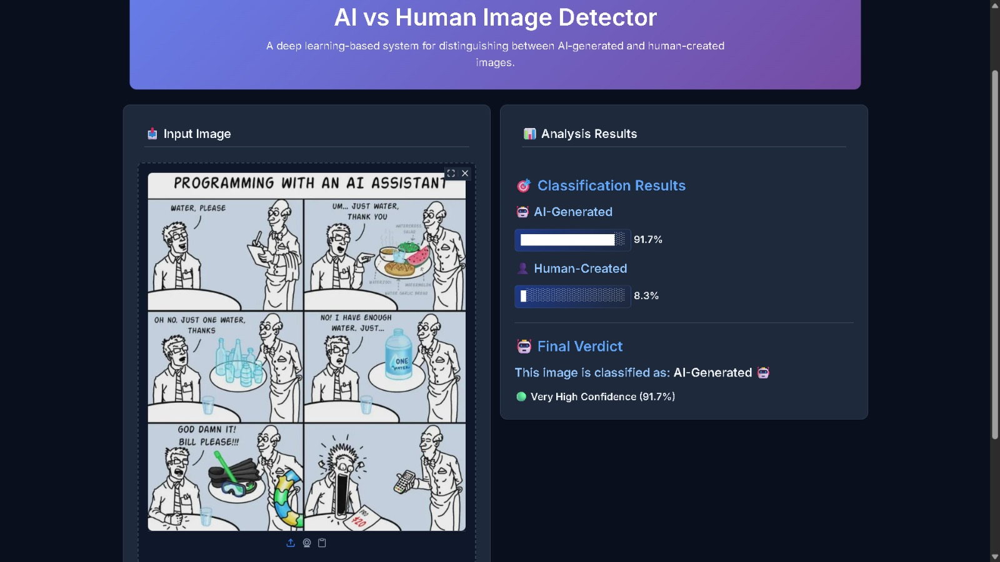 AI vs Human Image Detector
A deep learning-based system for distinguishing between AI-generated and human-created
images.
Input Image
PROGRAMMING WITH AN AI ASSISTANT
WATER, PLEASE
UM... JUST WATER,
THANK YOU
WATERCRESS
SALAD
WATERZOOI
WATERMELON
WATER GARLIC BREAD
OH NO, JUST ONE WATER,
THANKS
NO! I HAVE ENOUGH
WATER. JUST...
ONE
WATER
GOD DAMN IT!
BILL PLEASE!!!
PRO
$20
Analysis Results
Classification Results
AI-Generated
91.7%
Human-Created
8.3%
Final Verdict
This image is classified as: AI-Generated
Very High Confidence (91.7%)